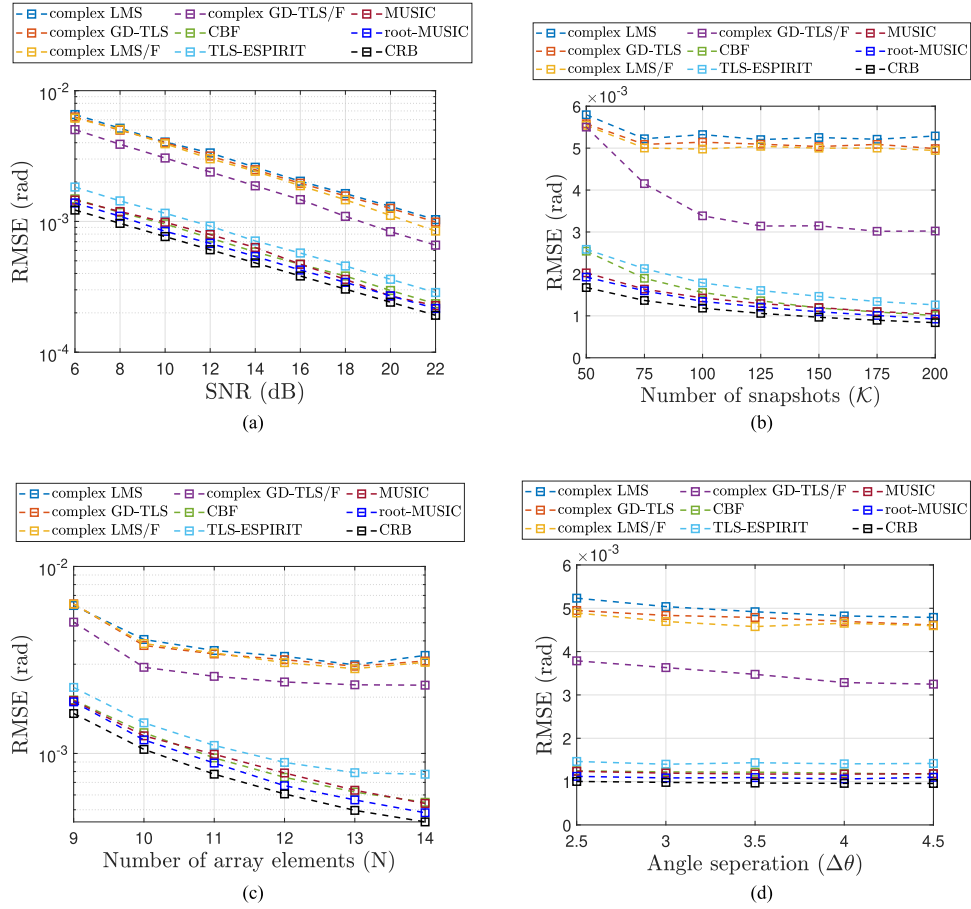 complex LMS complex GD-TLS/F MUSIC
complex GD-TLS CBF root-MUSIC
complex LMS/F TLS-ESPIRIT CRB
10^-2
10^-3
10^-4
RMSE (rad)
6 8 10 12 14 16 18 20 22
SNR (dB)
(a)
complex LMS complex GD-TLS/F MUSIC
complex GD-TLS CBF root-MUSIC
complex LMS/F TLS-ESPIRIT CRB
×10^-3
6
5
4
3
2
1
0
RMSE (rad)
50 75 100 125 150 175 200
Number of snapshots (𝒦)
(b)
complex LMS complex GD-TLS/F MUSIC
complex GD-TLS CBF root-MUSIC
complex LMS/F TLS-ESPIRIT CRB
10^-2
10^-3
RMSE (rad)
9 10 11 12 13 14
Number of array elements (N)
(c)
complex LMS complex GD-TLS/F MUSIC
complex GD-TLS CBF root-MUSIC
complex LMS/F TLS-ESPIRIT CRB
×10^-3
6
5
4
3
2
1
0
RMSE (rad)
2.5 3 3.5 4 4.5
Angle seperation (Δθ)
(d)